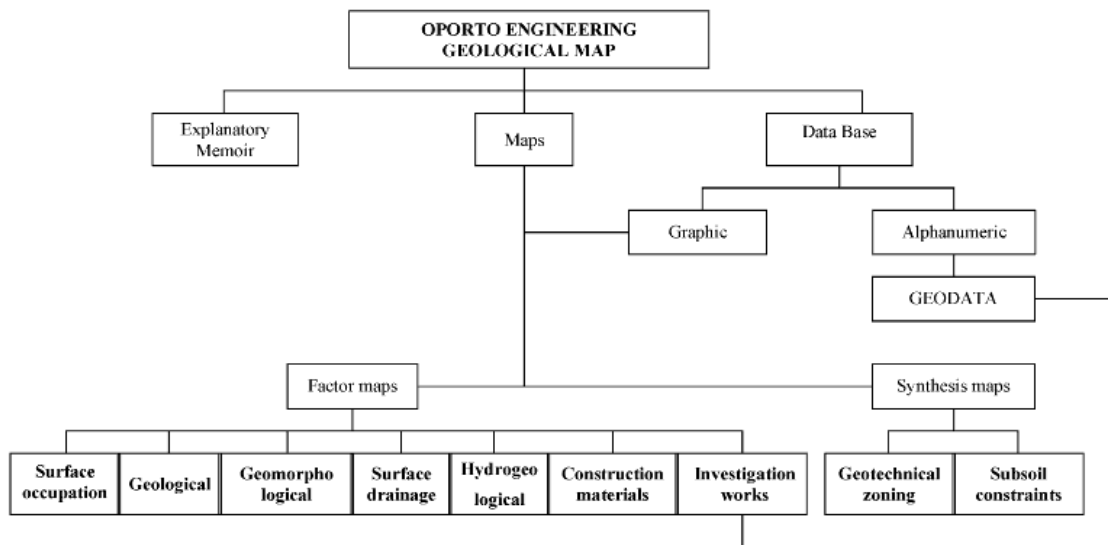 OPORTO ENGINEERING
GEOLOGICAL MAP
Explanatory
Memoir
Maps
Data Base
Graphic
Alphanumeric
GEODATA
Factor maps
Synthesis maps
Surface
occupation
Geological
Geomorpho
logical
Surface
drainage
Hydrogeo
logical
Construction
materials
Investigation
works
Geotechnical
zoning
Subsoil
constraints